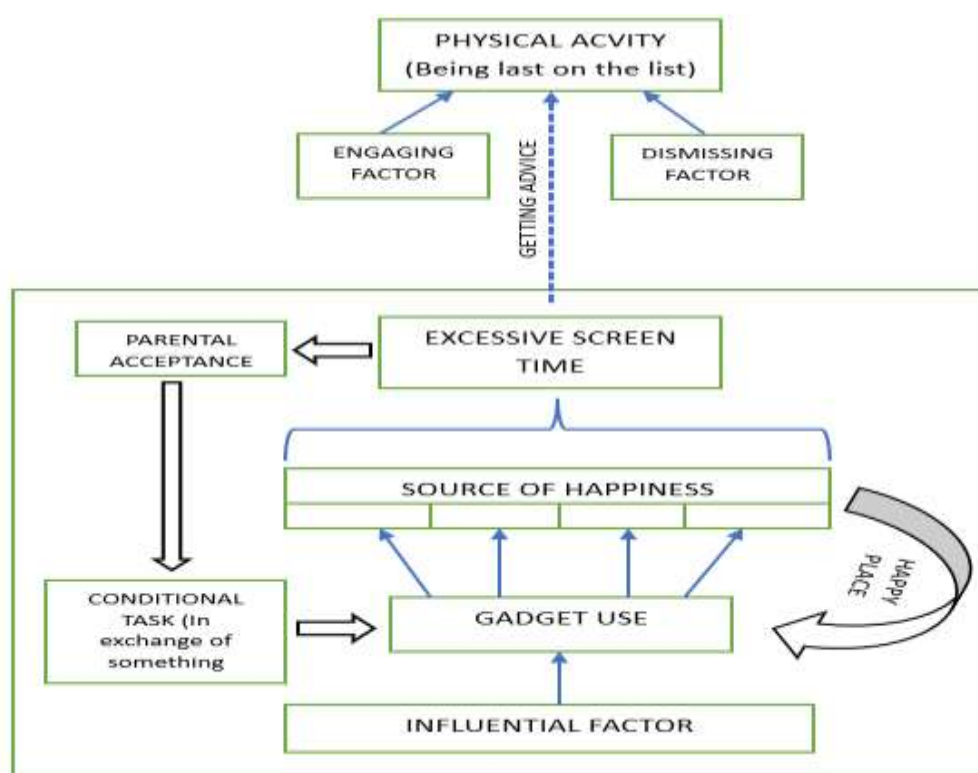 PHYSICAL ACVITY
(Being last on the list)
ENGAGING
FACTOR
GETTING ADVICE
DISMISSING
FACTOR
PARENTAL
ACCEPTANCE
EXCESSIVE SCREEN
TIME
SOURCE OF HAPPINESS
HAPPY
PLACE
CONDITIONAL
TASK (In
exchange of
something
GADGET USE
INFLUENTIAL FACTOR